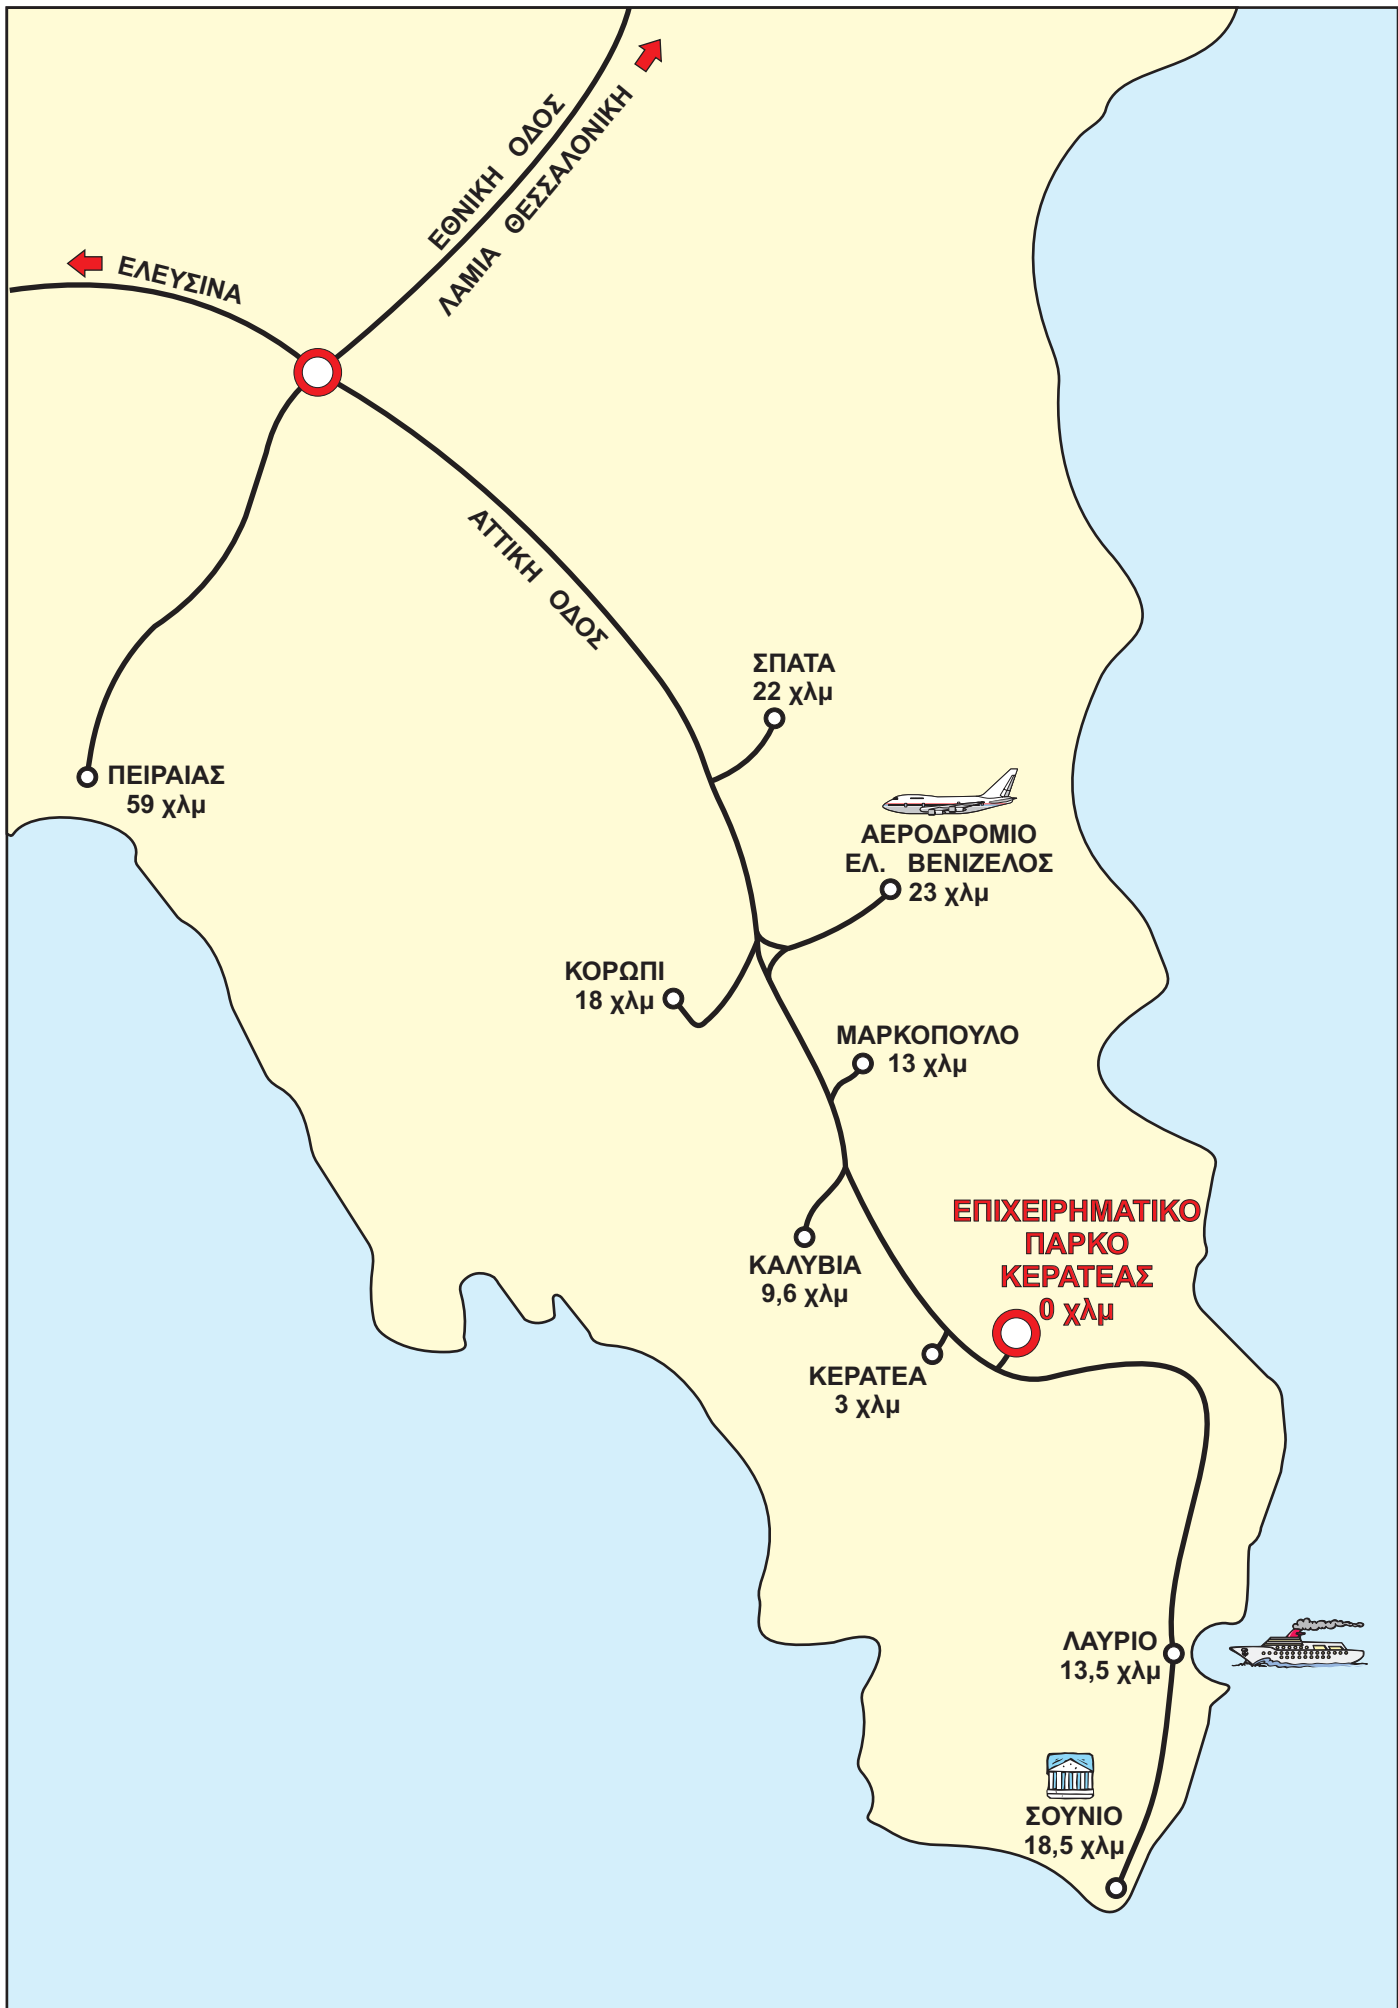 ΕΘΝΙΚΗ ΟΔΟΣ
ΛΑΜΙΑ ΘΕΣΣΑΛΟΝΙΚΗ
ΕΛΕΥΣΙΝΑ
ΑΤΤΙΚΗ ΟΔΟΣ
ΣΠΑΤΑ
22 χλμ
ΠΕΙΡΑΙΑΣ
59 χλμ
ΑΕΡΟΔΡΟΜΙΟ
ΕΛ. ΒΕΝΙΖΕΛΟΣ
23 χλμ
ΚΟΡΩΠΙ
18 χλμ
ΜΑΡΚΟΠΟΥΛΟ
13 χλμ
ΕΠΙΧΕΙΡΗΜΑΤΙΚΟ
ΠΑΡΚΟ
ΚΕΡΑΤΕΑΣ
0 χλμ
ΚΑΛΥΒΙΑ
9,6 χλμ
ΚΕΡΑΤΕΑ
3 χλμ
ΛΑΥΡΙΟ
13,5 χλμ
ΣΟΥΝΙΟ
18,5 χλμ